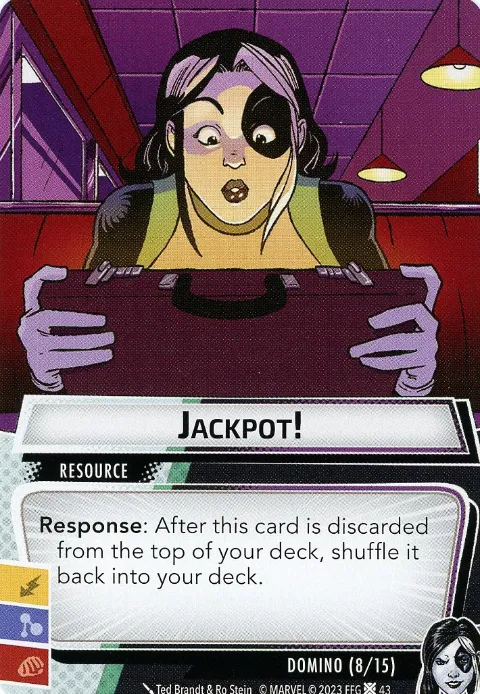 JACKPOT!
RESOURCE
Response: After this card is discarded
from the top of your deck, shuffle it
back into your deck.
DOMINO (8/15)
Ted Brandt & Ro Stein © MARVEL © 2023 FFG 43